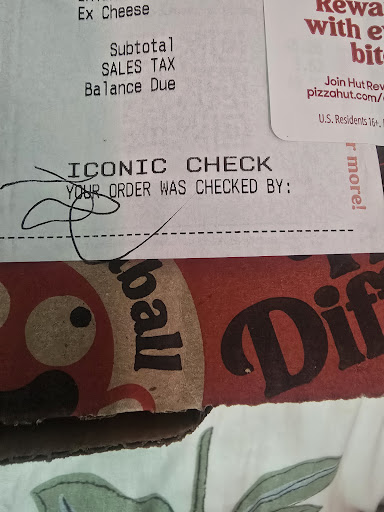 Ex Cheese
Subtotal
SALES TAX
Balance Due
ICONIC CHECK
YOUR ORDER WAS CHECKED BY:
with e
bit
Join Hut Rew
pizzahut.com/
U.S. Residents 16+,
r more!
ball
Dif